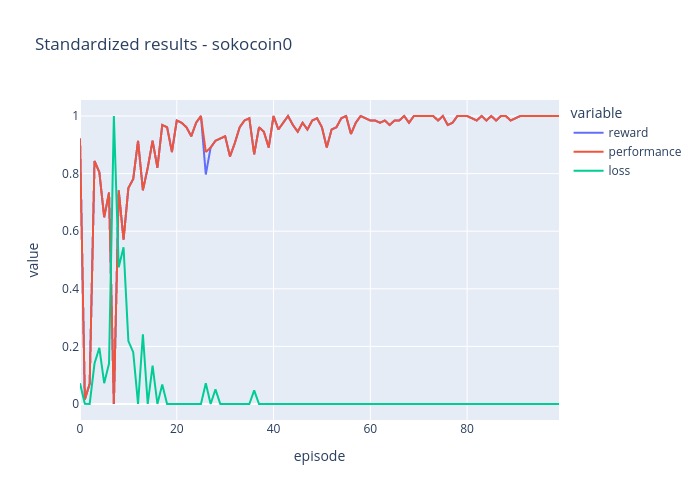 Standardized results - sokocoin0
variable
reward
performance
loss
value
1
0.8
0.6
0.4
0.2
0
0 20 40 60 80
episode